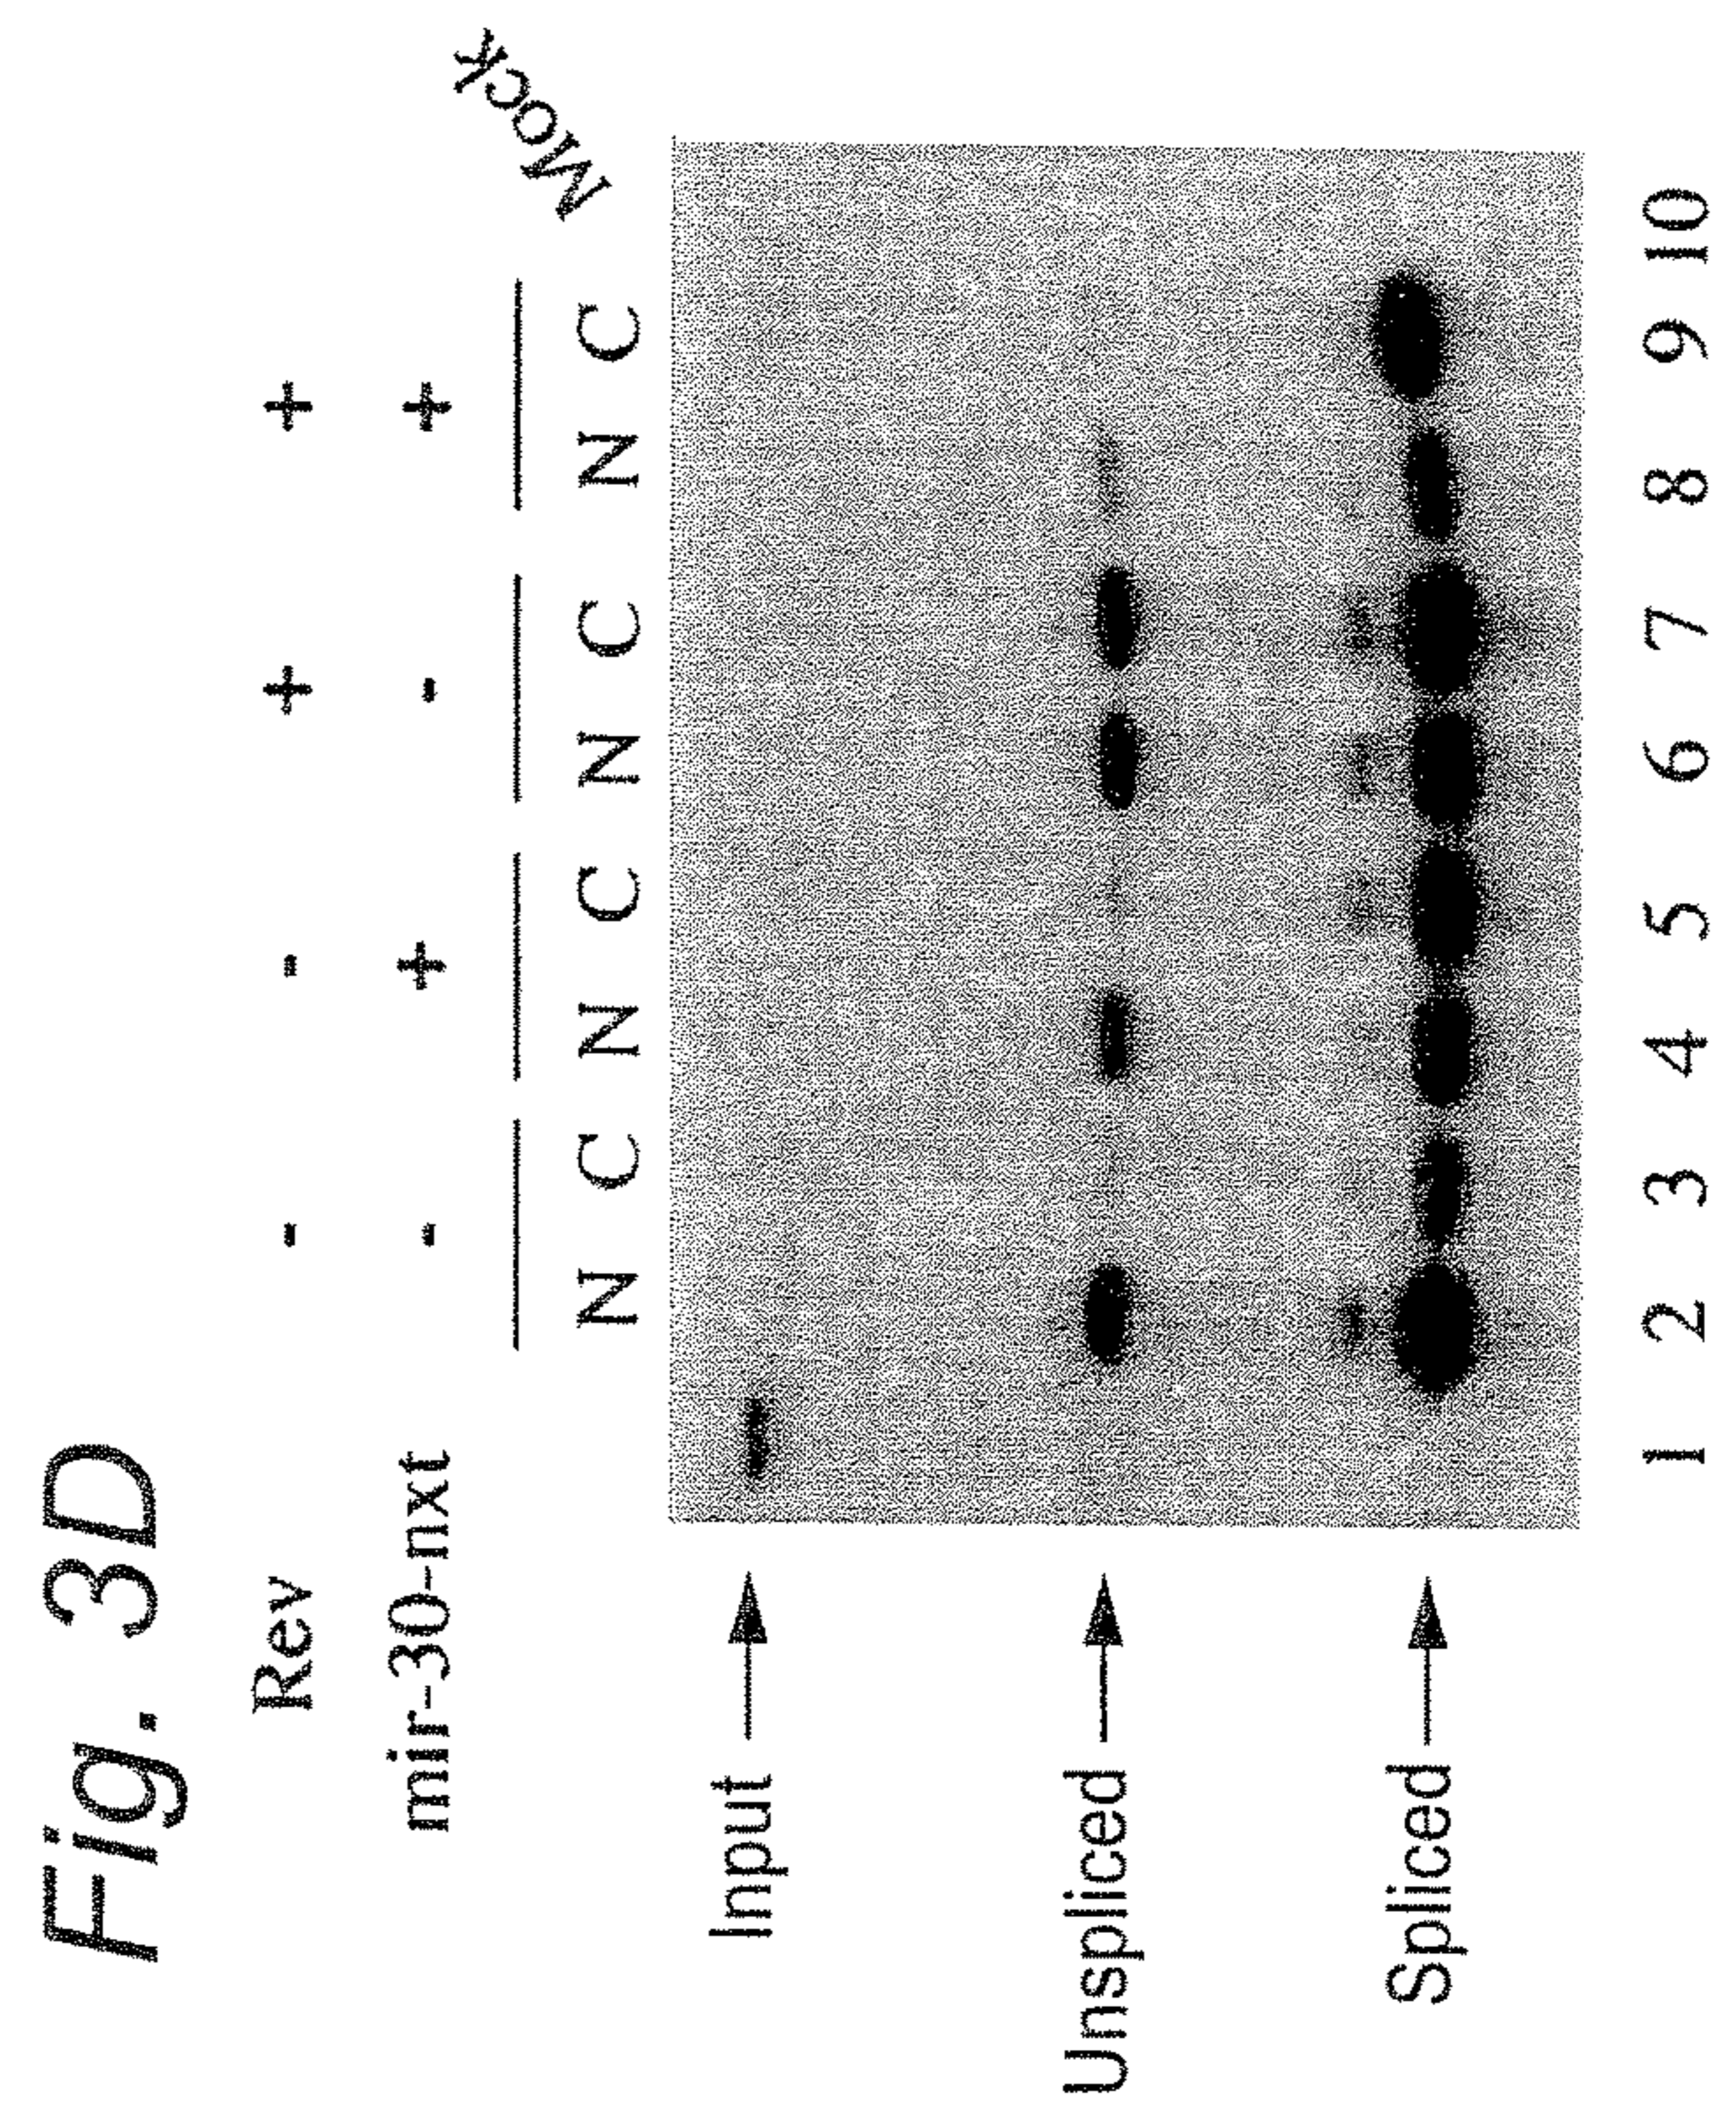 Fig. 3D
Rev - - + +
mir-30-nxt - + - +
N C N C N C N C Mock
Input
Unspliced
Spliced
1 2 3 4 5 6 7 8 9 10